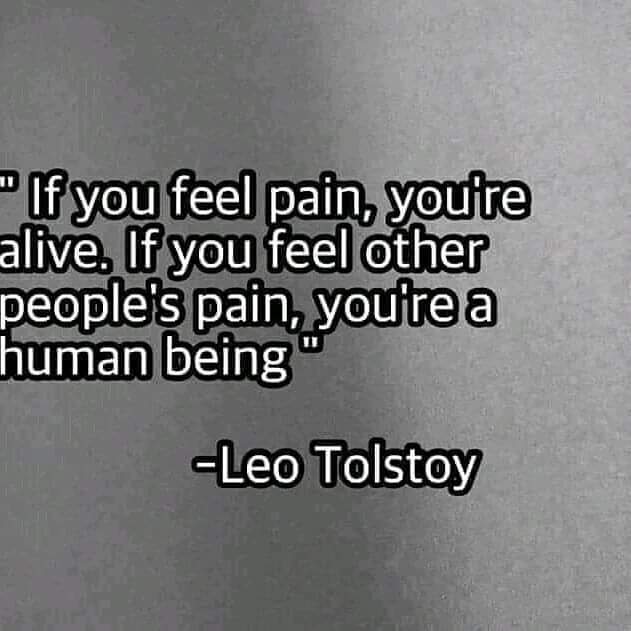 " If you feel pain, you're
alive. If you feel other
people's pain, you're a
human being "
-Leo Tolstoy